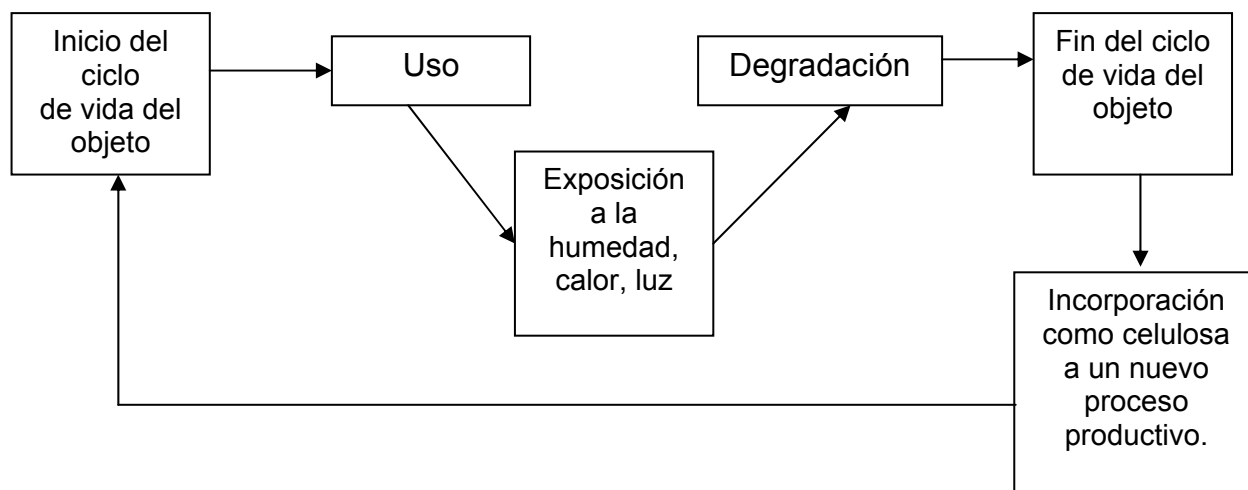 Inicio del
ciclo
de vida del
objeto
Uso
Exposición
a la
humedad,
calor, luz
Degradación
Fin del ciclo
de vida del
objeto
Incorporación
como celulosa
a un nuevo
proceso
productivo.